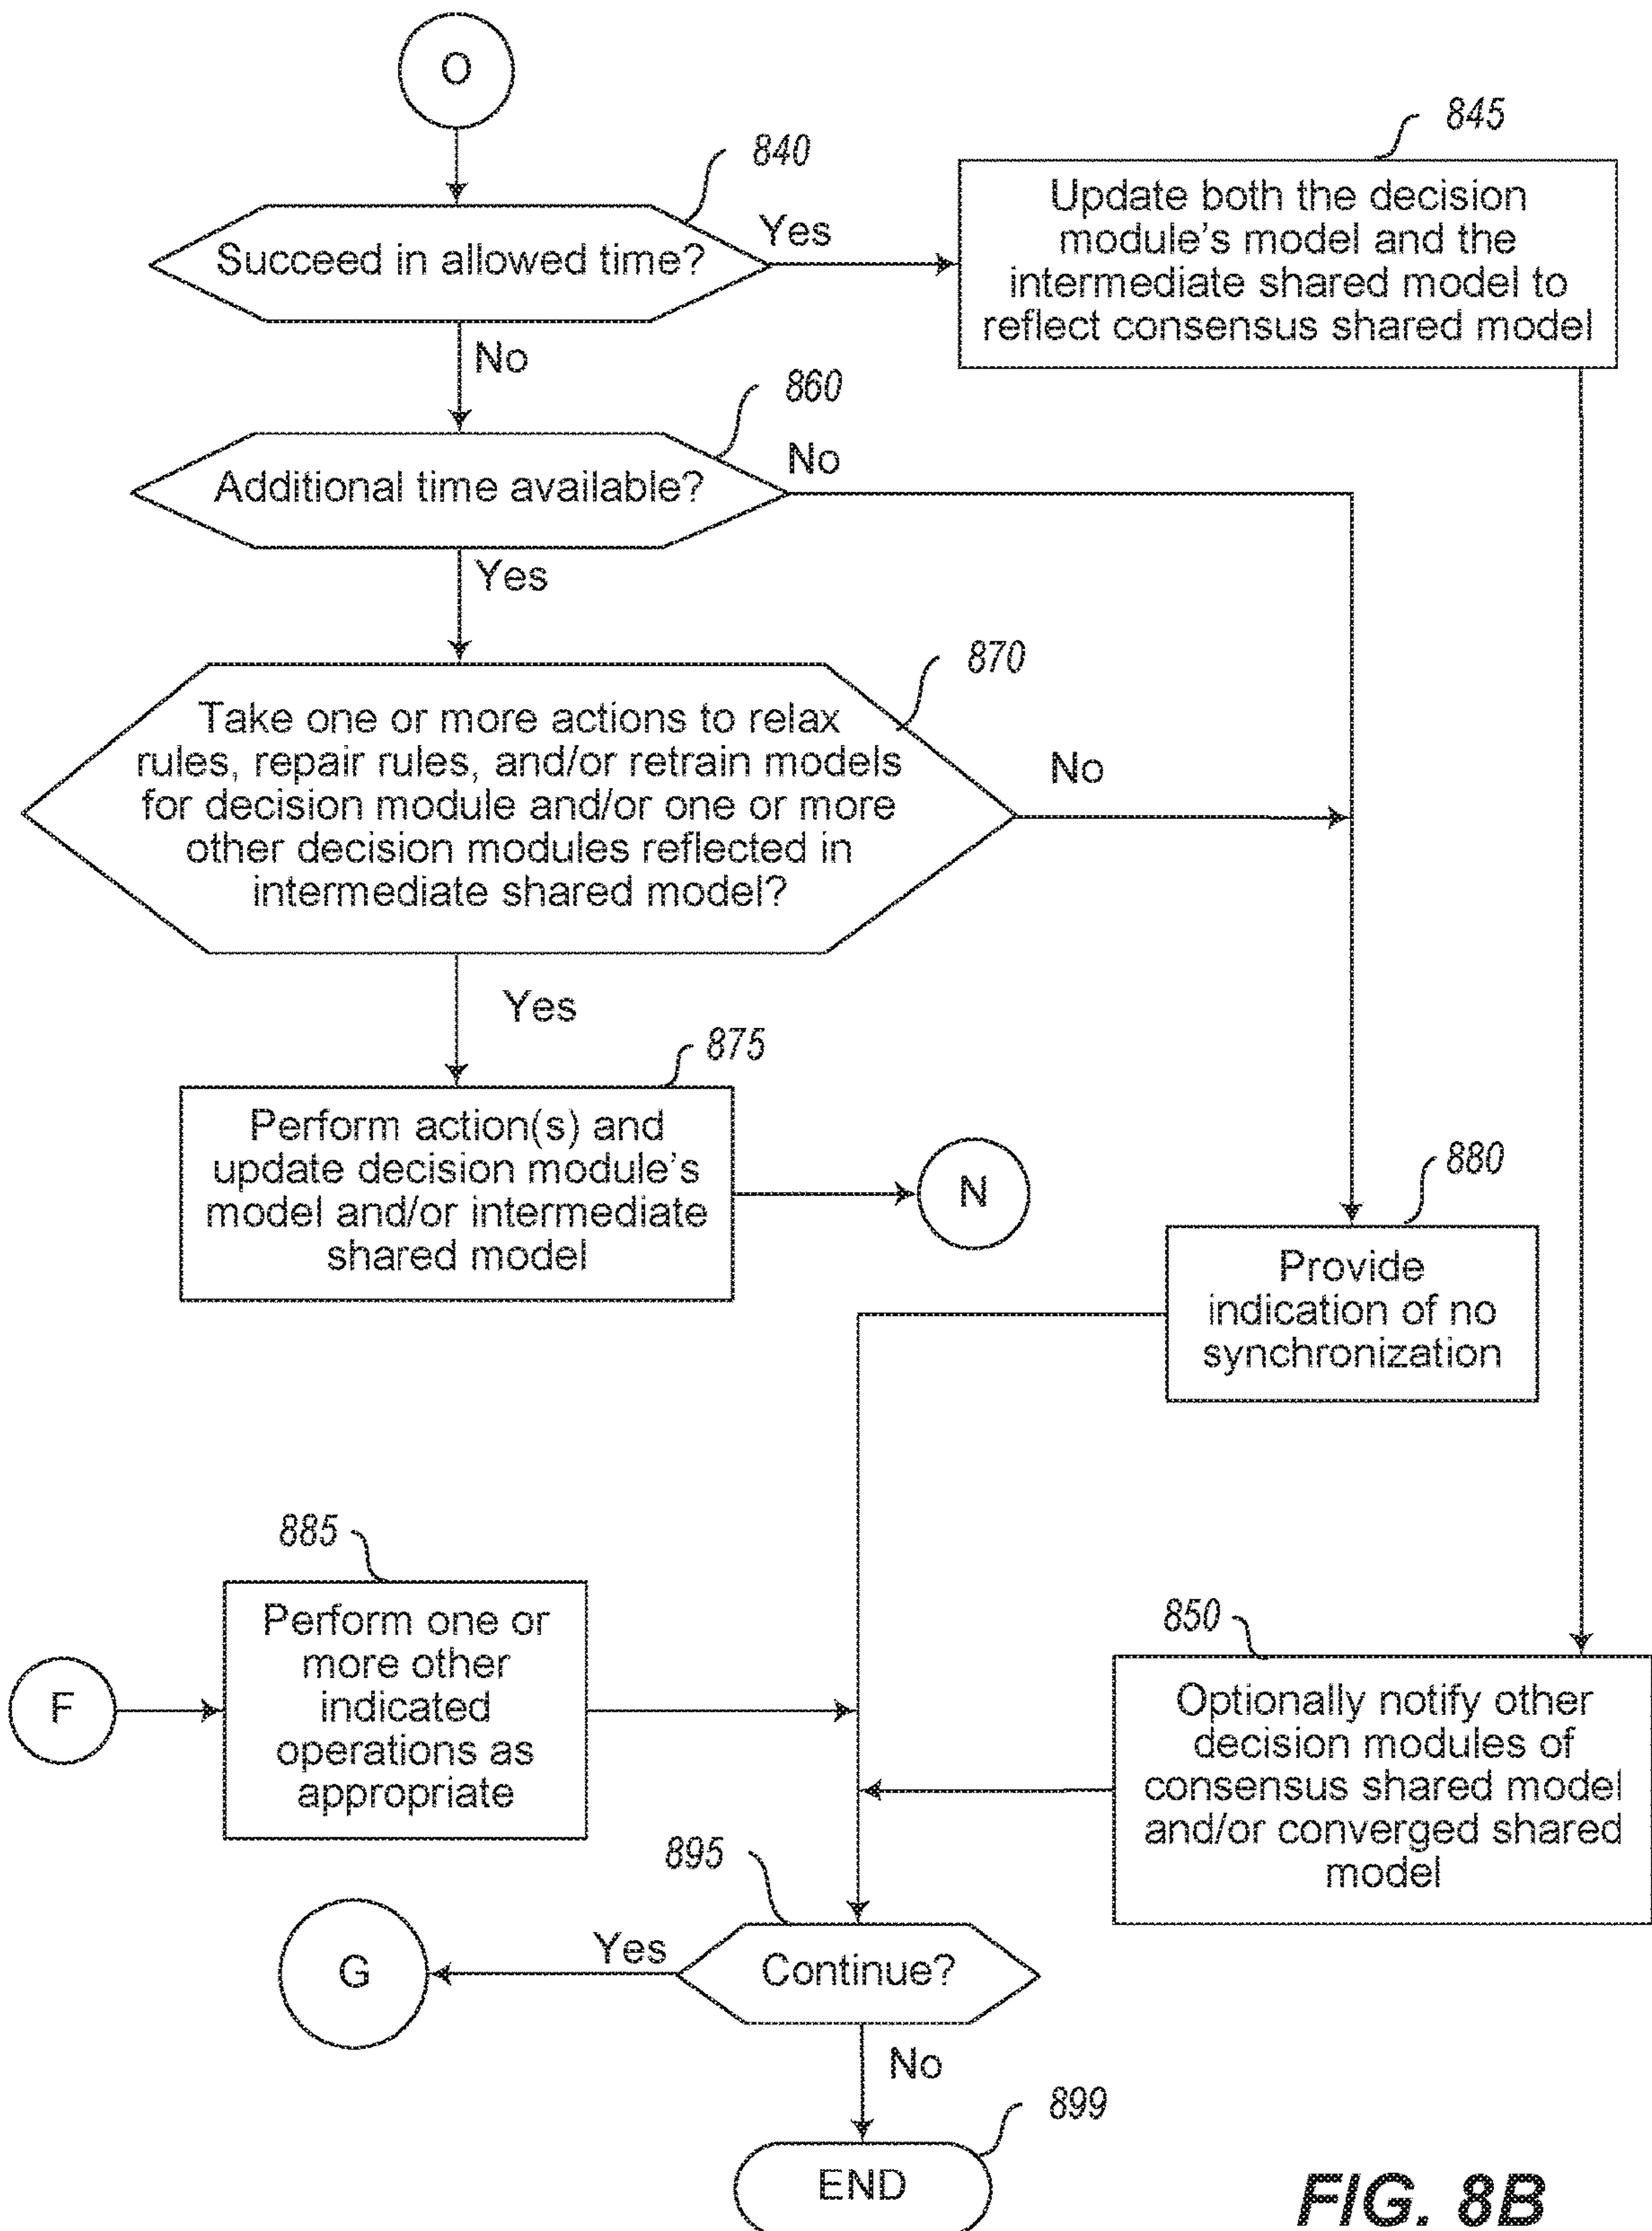 O
840
Succeed in allowed time?
Yes
845
Update both the decision
module's model and the
intermediate shared model to
reflect consensus shared model
No
860
Additional time available?
No
Yes
870
Take one or more actions to relax
rules, repair rules, and/or retrain models
for decision module and/or one or more
other decision modules reflected in
intermediate shared model?
No
Yes
875
Perform action(s) and
update decision module's
model and/or intermediate
shared model
N
880
Provide
indication of no
synchronization
885
Perform one or
more other
indicated
operations as
appropriate
F
850
Optionally notify other
decision modules of
consensus shared model
and/or converged shared
model
895
Continue?
Yes
G
No
899
END
FIG. 8B